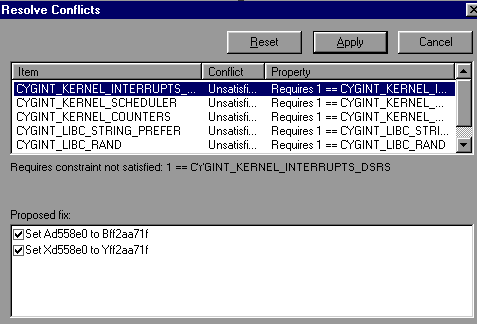 Resolve Conflicts
Reset Apply Cancel
Item Conflict Property
CYGINT_KERNEL_INTERRUPTS_... Unsatisfi... Requires 1 == CYGINT_KERNEL_I...
CYGINT_KERNEL_SCHEDULER Unsatisfi... Requires 1 == CYGINT_KERNEL_...
CYGINT_KERNEL_COUNTERS Unsatisfi... Requires 1 == CYGINT_KERNEL_...
CYGINT_LIBC_STRING_PREFER Unsatisfi... Requires 1 == CYGINT_LIBC_STRI...
CYGINT_LIBC_RAND Unsatisfi... Requires 1 == CYGINT_LIBC_RAND
Requires constraint not satisfied: 1 == CYGINT_KERNEL_INTERRUPTS_DSRS
Proposed fix:
Set Ad558e0 to Bff2aa71f
Set Xd558e0 to Yff2aa71f